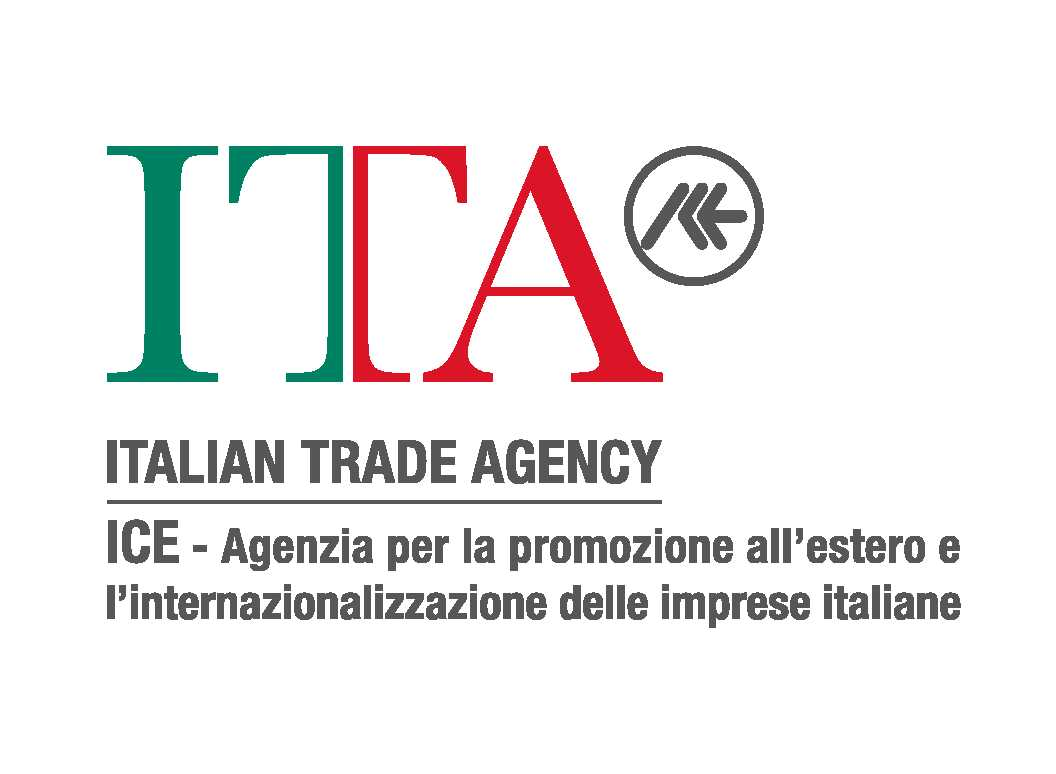 ITA
ITALIAN TRADE AGENCY
ICE - Agenzia per la promozione all’estero e
l’internazionalizzazione delle imprese italiane